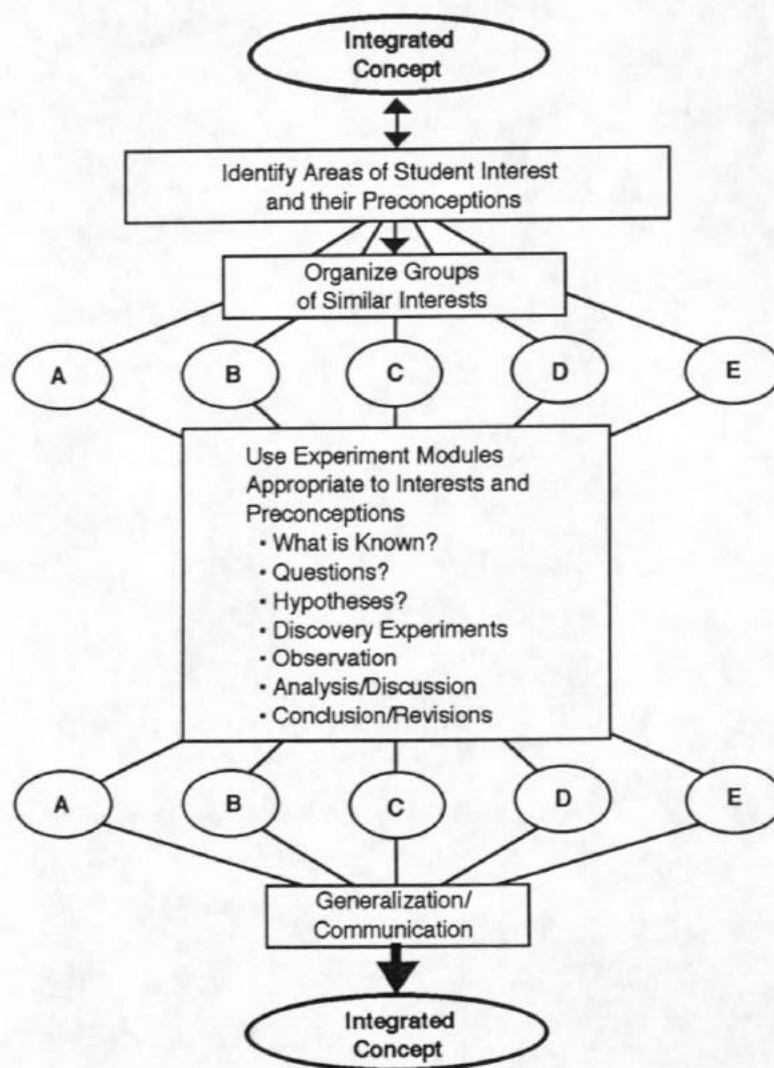 Integrated
Concept
Identify Areas of Student Interest
and their Preconceptions
Organize Groups
of Similar Interests
A B C D E
Use Experiment Modules
Appropriate to Interests and
Preconceptions
• What is Known?
• Questions?
• Hypotheses?
• Discovery Experiments
• Observation
• Analysis/Discussion
• Conclusion/Revisions
A B C D E
Generalization/
Communication
Integrated
Concept